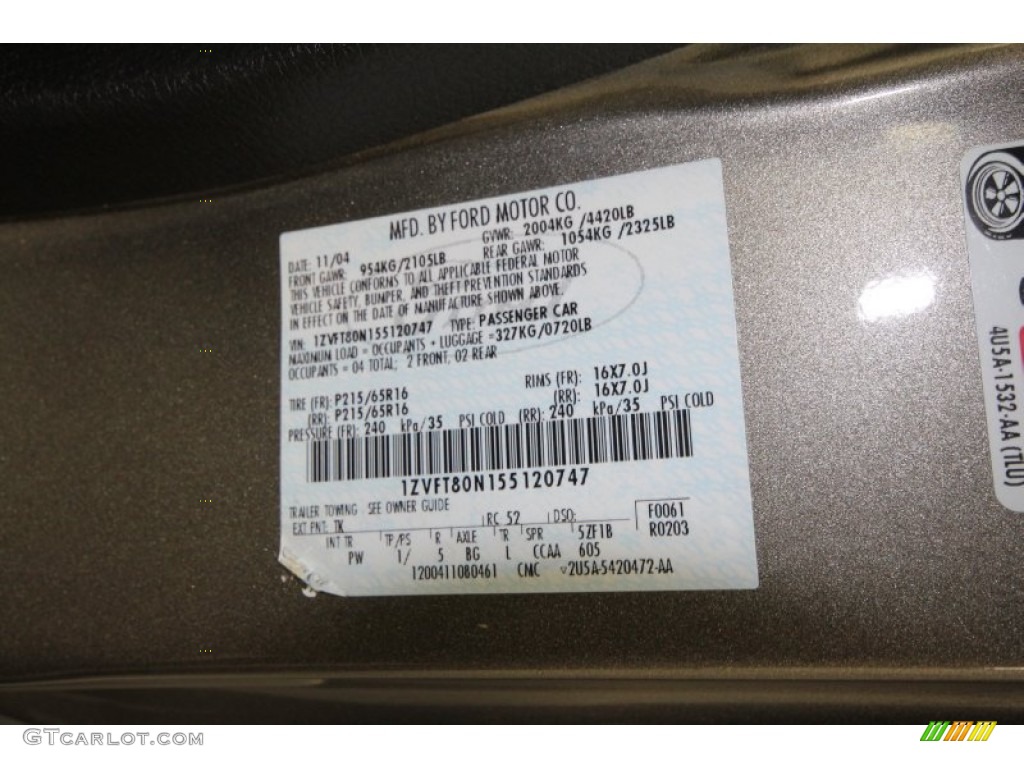 MFD. BY FORD MOTOR CO.
DATE: 11/04 GVWR: 2004KG /4420LB
FRONT GAWR: 954KG/2105LB REAR GAWR: 1054KG /2325LB
THIS VEHICLE CONFORMS TO ALL APPLICABLE FEDERAL MOTOR
VEHICLE SAFETY, BUMPER, AND THEFT PREVENTION STANDARDS
IN EFFECT ON THE DATE OF MANUFACTURE SHOWN ABOVE.
VIN: 1ZVFT80N155120747 TYPE: PASSENGER CAR
MAXIMUM LOAD = OCCUPANTS + LUGGAGE =327KG/0720LB
OCCUPANTS = 04 TOTAL; 2 FRONT, 02 REAR
TIRE (FR): P215/65R16 RIMS (FR): 16X7.0J
(RR): P215/65R16 (RR): 16X7.0J
PRESSURE (FR): 240 kPa/35 PSI COLD (RR): 240 kPa/35 PSI COLD
1ZVFT80N155120747
TRAILER TOWING SEE OWNER GUIDE
EXT PNT: TK RC 52 DSO: F0061
INT TR TP/PS R AXLE TR SPR 5ZF1B R0203
PW 1/ 5 BG L CCAA 605
1200411080461 CMC v2U5A-5420472-AA
4U5A-1532-AA (TLU)
GTcarlot.com